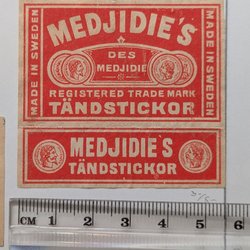 MEDJIDIE'S
MADE IN SWEDEN
MADE IN SWEDEN
DES
MEDJIDIE
REGISTERED TRADE MARK
TÄNDSTICKOR
MEDJIDIE'S
TÄNDSTICKOR
CM 1 2 3 4 5 6